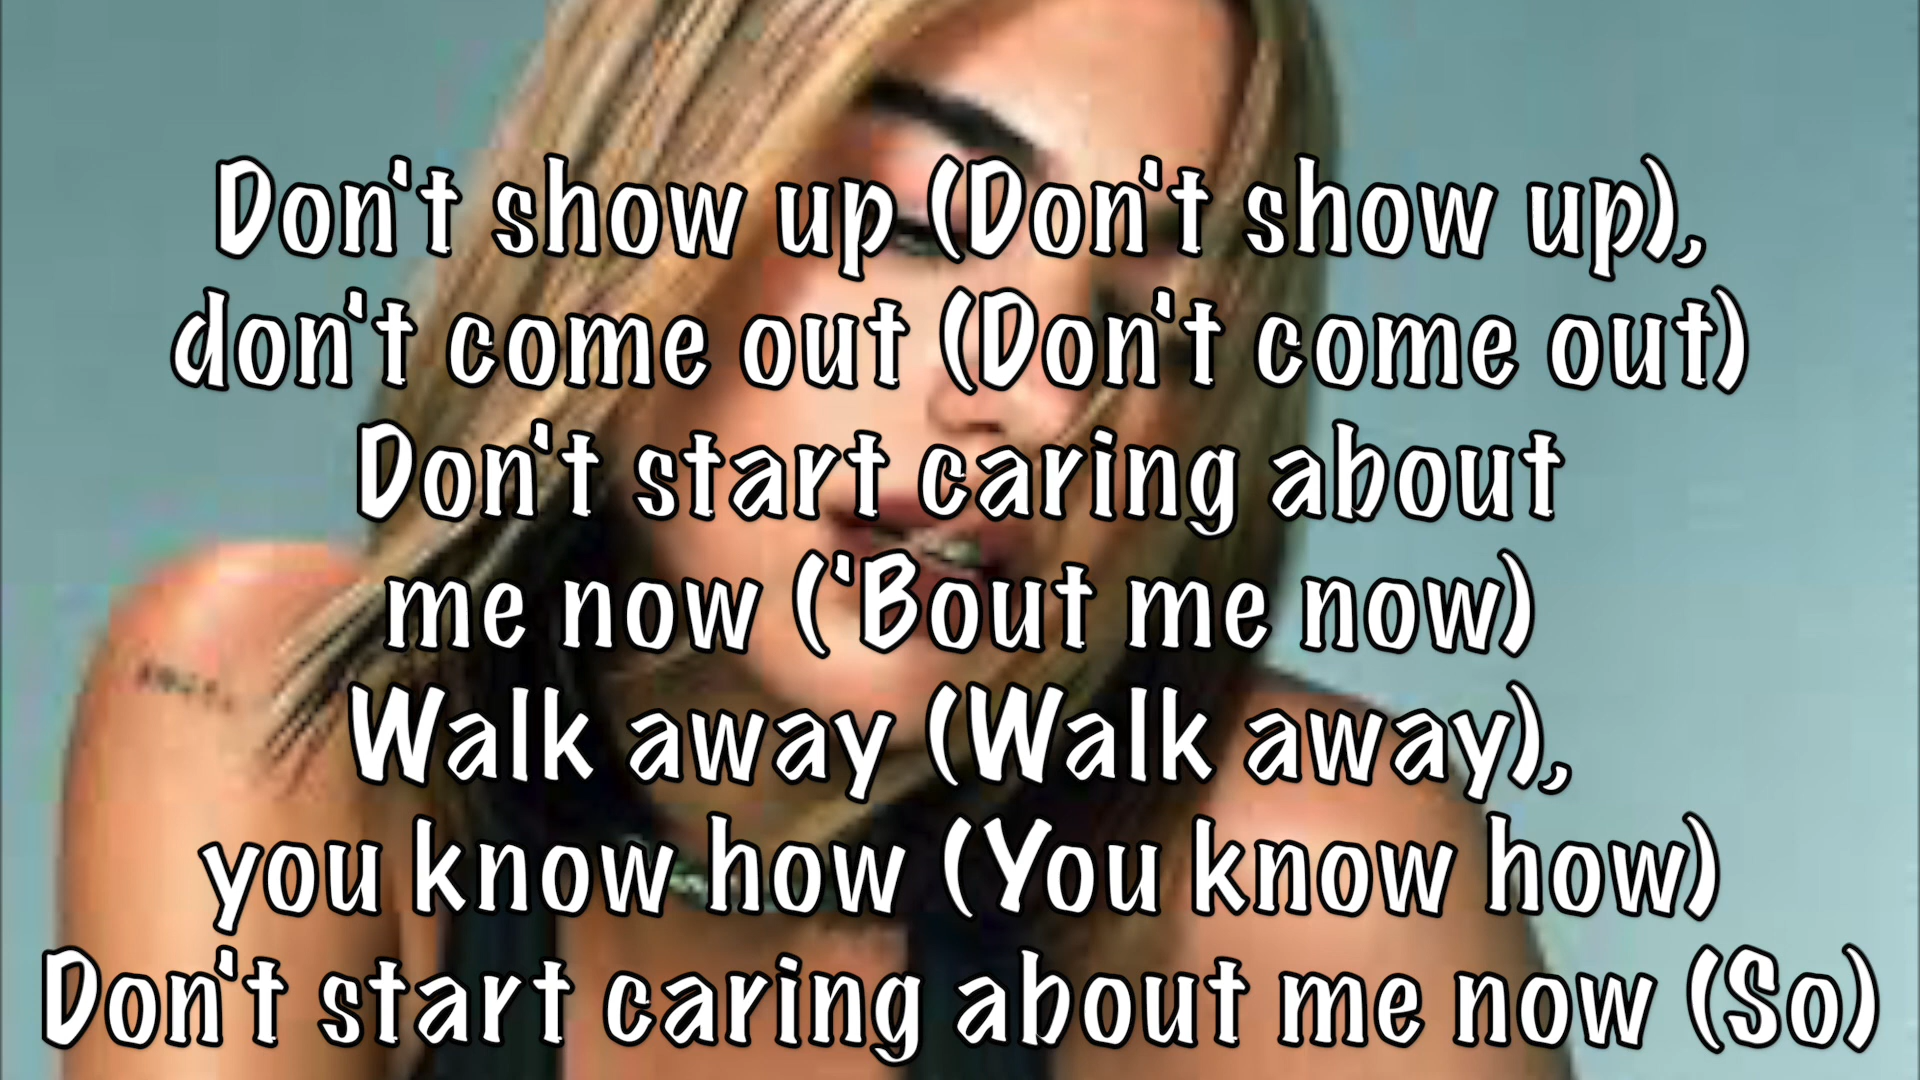 Don't show up (Don't show up),
don't come out (Don't come out)
Don't start caring about
me now ('Bout me now)
Walk away (Walk away),
you know how (You know how)
Don't start caring about me now (So)